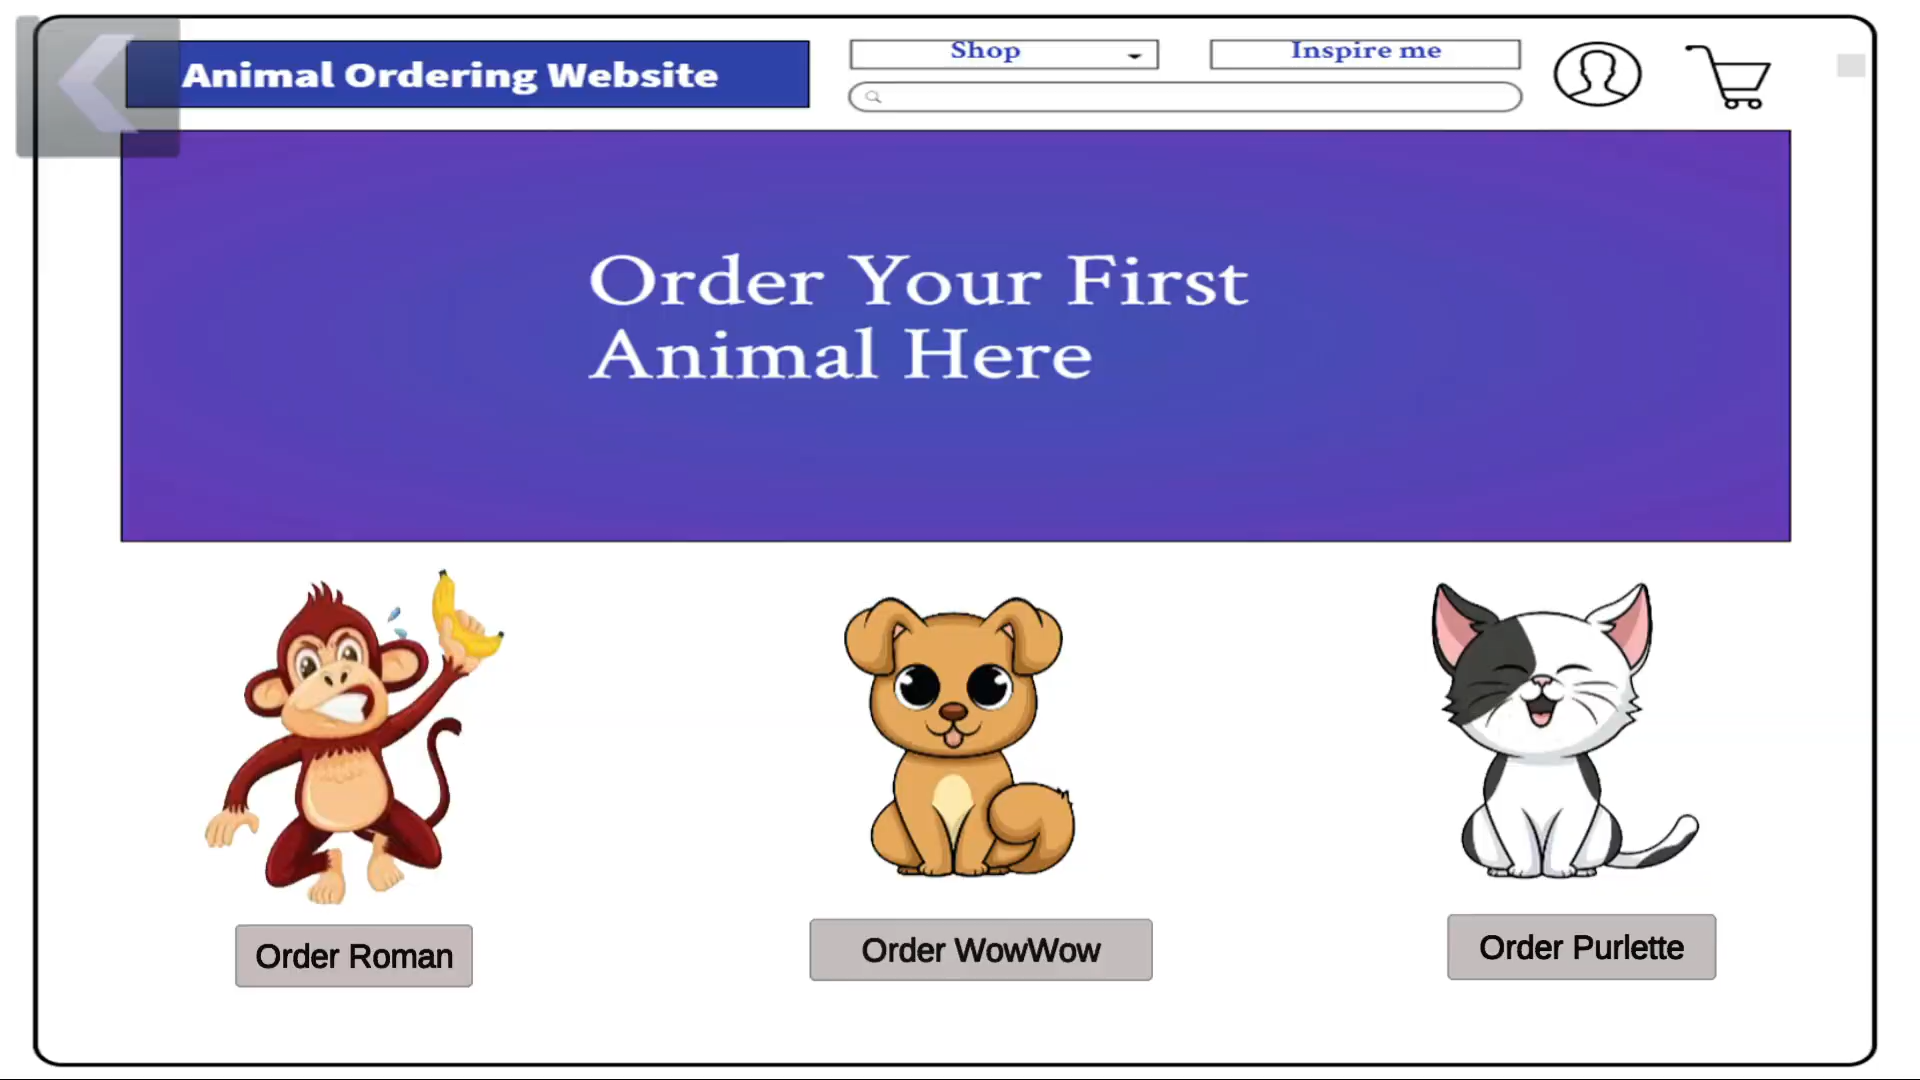 Animal Ordering Website
Shop
Inspire me
Order Your First
Animal Here
Order Roman
Order WowWow
Order Purlette